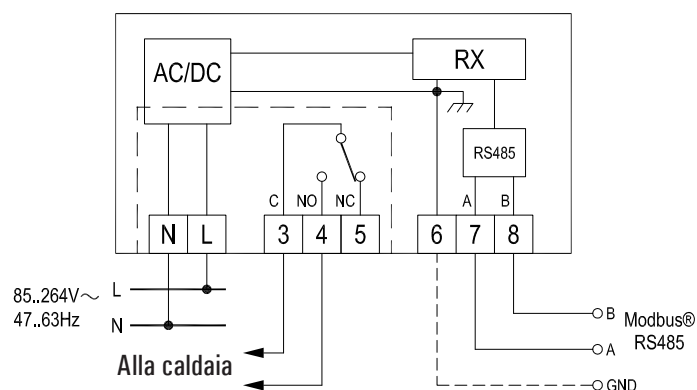 AC/DC
RX
RS485
C NO NC A B
N L 3 4 5 6 7 8
85..264V~ L
47..63Hz N
B Modbus®
A RS485
Alla caldaia
GND